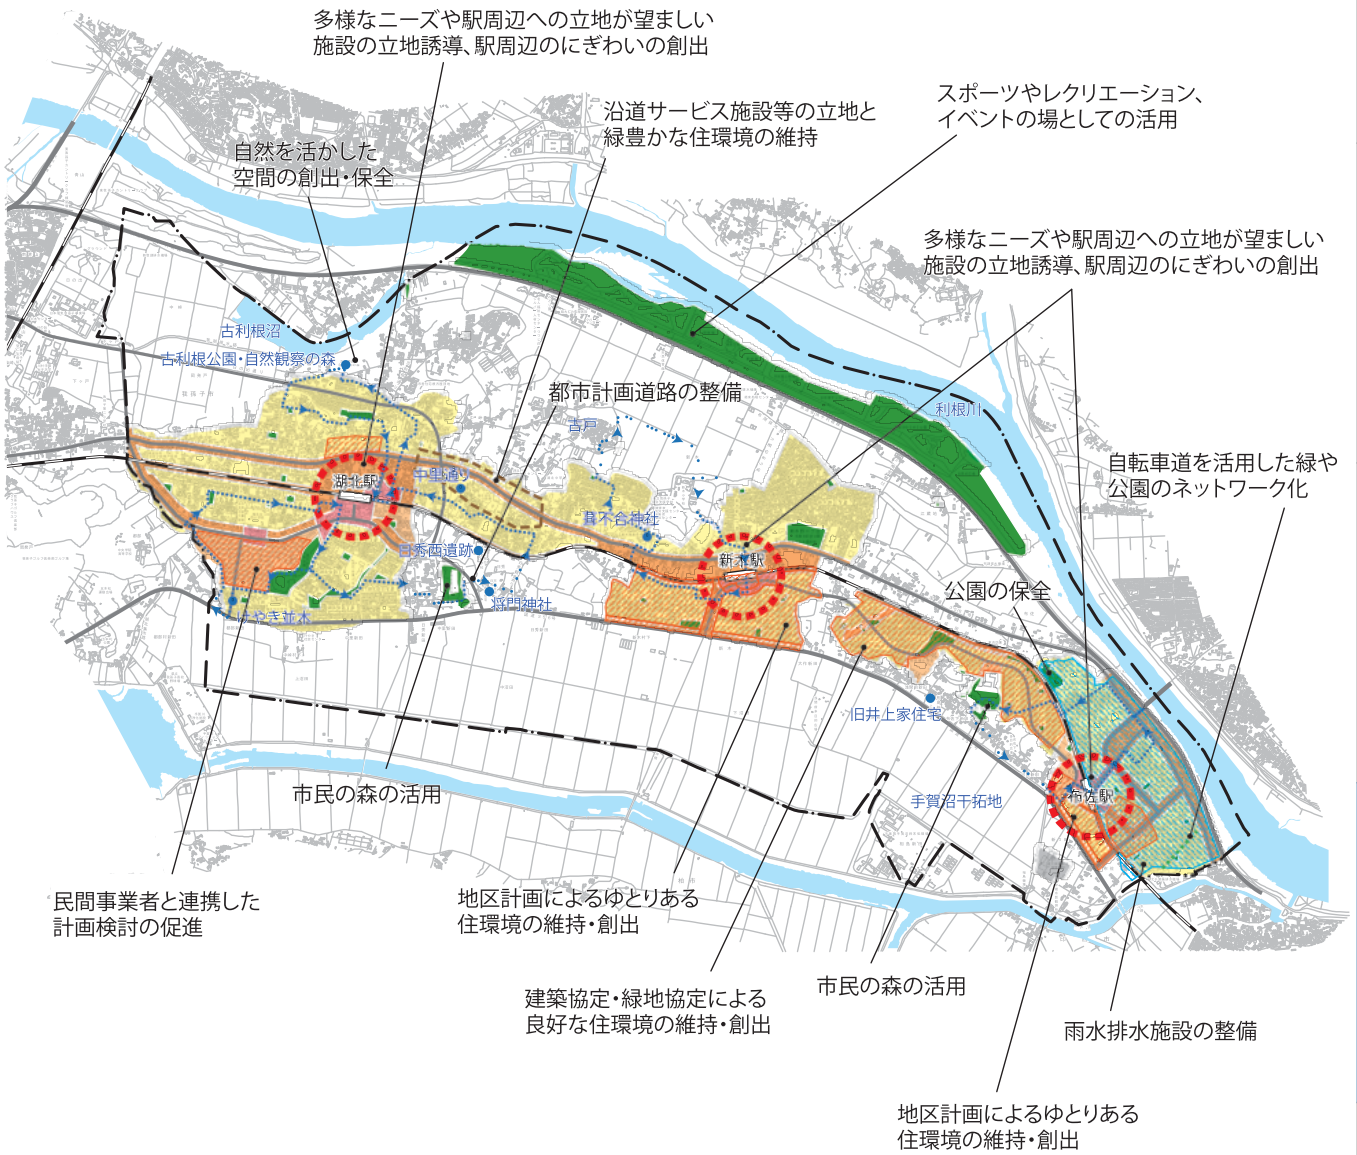 多様なニーズや駅周辺への立地が望ましい
施設の立地誘導、駅周辺のにぎわいの創出
スポーツやレクリエーション、
イベントの場としての活用
沿道サービス施設等の立地と
緑豊かな住環境の維持
自然を活かした
空間の創出・保全
多様なニーズや駅周辺への立地が望ましい
施設の立地誘導、駅周辺のにぎわいの創出
古利根沼
古利根公園・自然観察の森
都市計画道路の整備
利根川
古戸
自転車道を活用した緑や
公園のネットワーク化
湖北駅
中里通り
葺不合神社
日秀西遺跡
新木駅
公園の保全
将門神社
けやき並木
旧井上家住宅
市民の森の活用
手賀沼干拓地
布佐駅
民間事業者と連携した
計画検討の促進
地区計画によるゆとりある
住環境の維持・創出
市民の森の活用
建築協定・緑地協定による
良好な住環境の維持・創出
雨水排水施設の整備
地区計画によるゆとりある
住環境の維持・創出